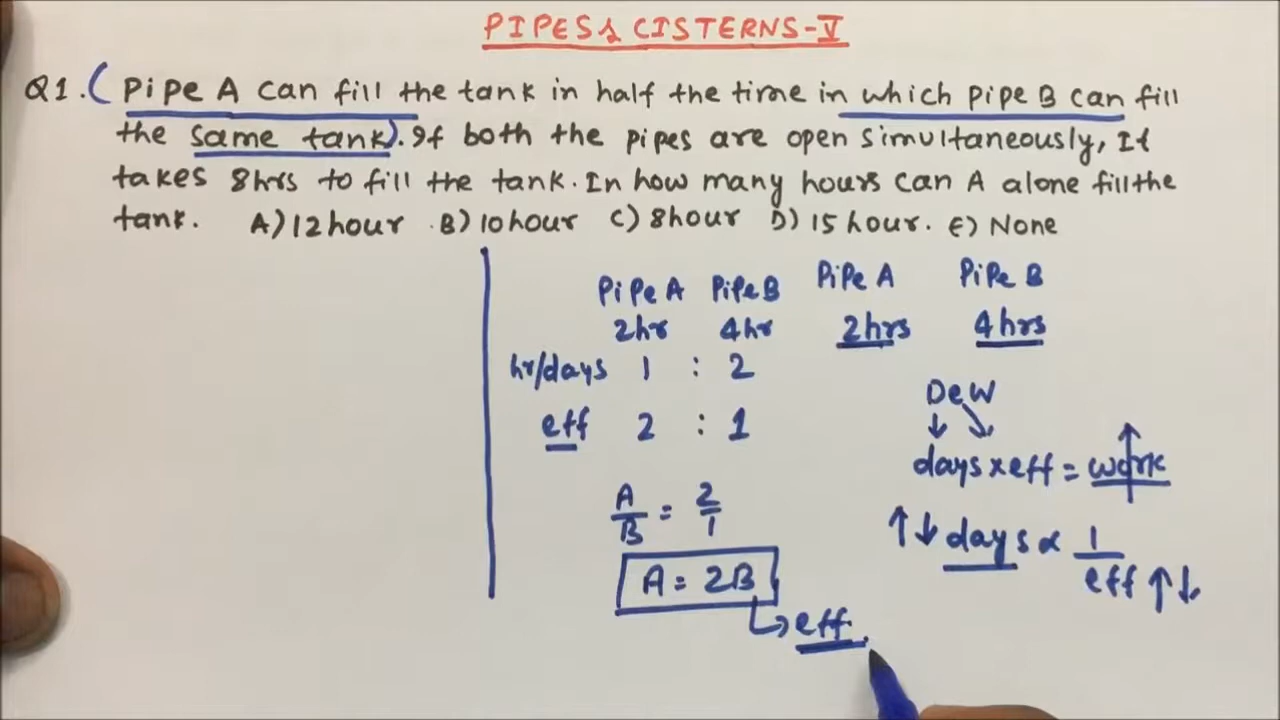 PIPES & CISTERNS-V
Q1. (Pipe A can fill the tank in half the time in which pipe B can fill
the same tank). If both the pipes are open simultaneously, It
takes 8hrs to fill the tank. In how many hours can A alone fill the
tank. A) 12 hour B) 10 hour C) 8 hour D) 15 hour. E) None
Pipe A Pipe B Pipe A Pipe B
2hr 4hr 2hrs 4hrs
hr/days 1 : 2
DeW
eff 2 : 1
days x eff = work
A/B = 2/1
↑↓ days ∝ 1/eff ↑↓
A = 2B
→ eff.